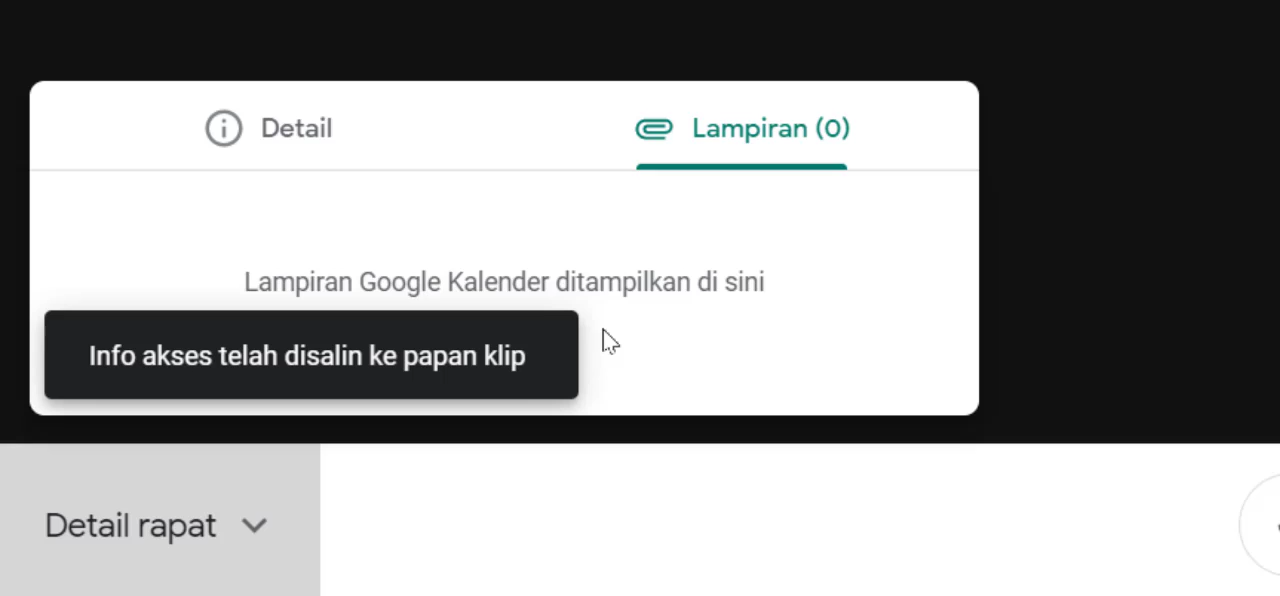 Detail
Lampiran (0)
Lampiran Google Kalender ditampilkan di sini
Info akses telah disalin ke papan klip
Detail rapat